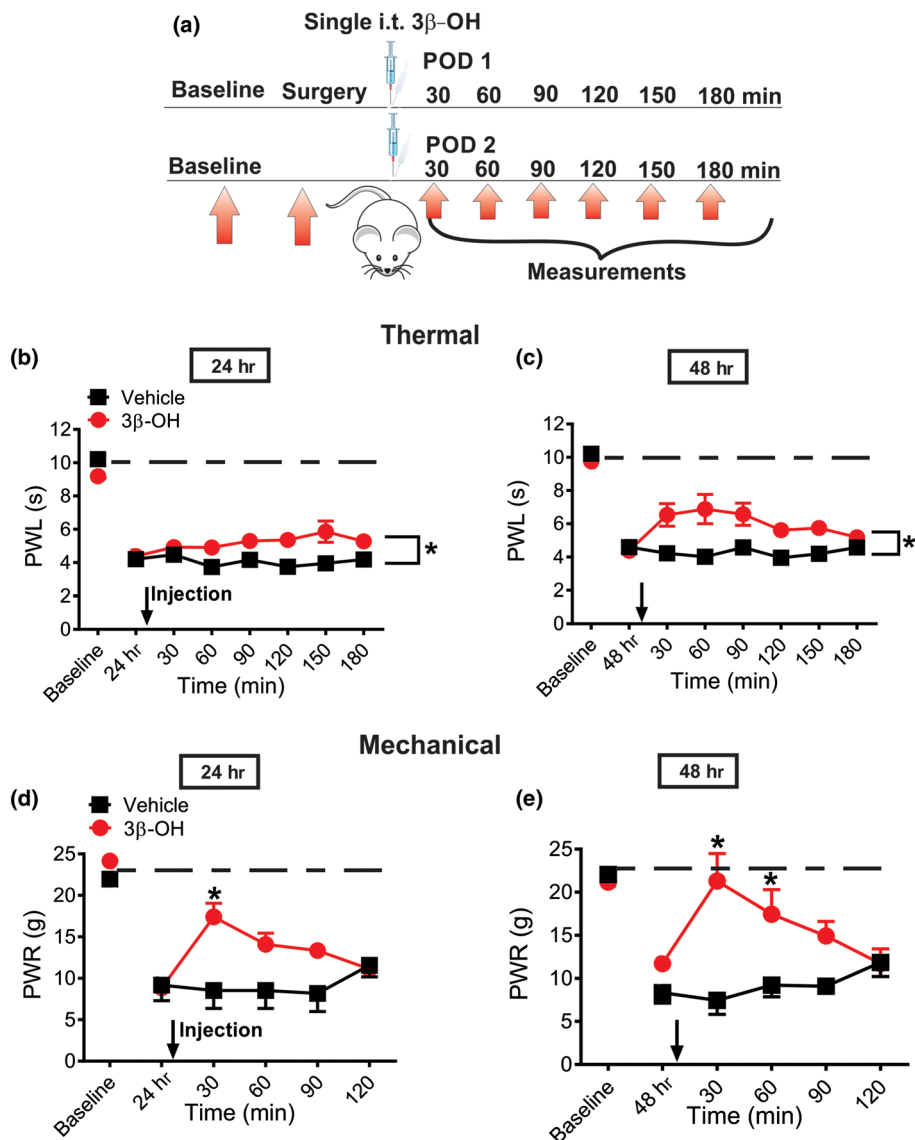 (a)
Single i.t. 3β–OH
POD 1
Baseline Surgery 30 60 90 120 150 180 min
POD 2
Baseline 30 60 90 120 150 180 min
Measurements
Thermal
(b) 24 hr
Vehicle
3β-OH
PWL (s)
12
10
8
6
4
2
0
*
Injection
Baseline 24 hr 30 60 90 120 150 180
Time (min)
(c) 48 hr
PWL (s)
12
10
8
6
4
2
0
*
Baseline 48 hr 30 60 90 120 150 180
Time (min)
Mechanical
(d) 24 hr
Vehicle
3β-OH
PWR (g)
25
20
15
10
5
0
*
Injection
Baseline 24 hr 30 60 90 120
Time (min)
(e) 48 hr
PWR (g)
25
20
15
10
5
0
*
*
Baseline 48 hr 30 60 90 120
Time (min)